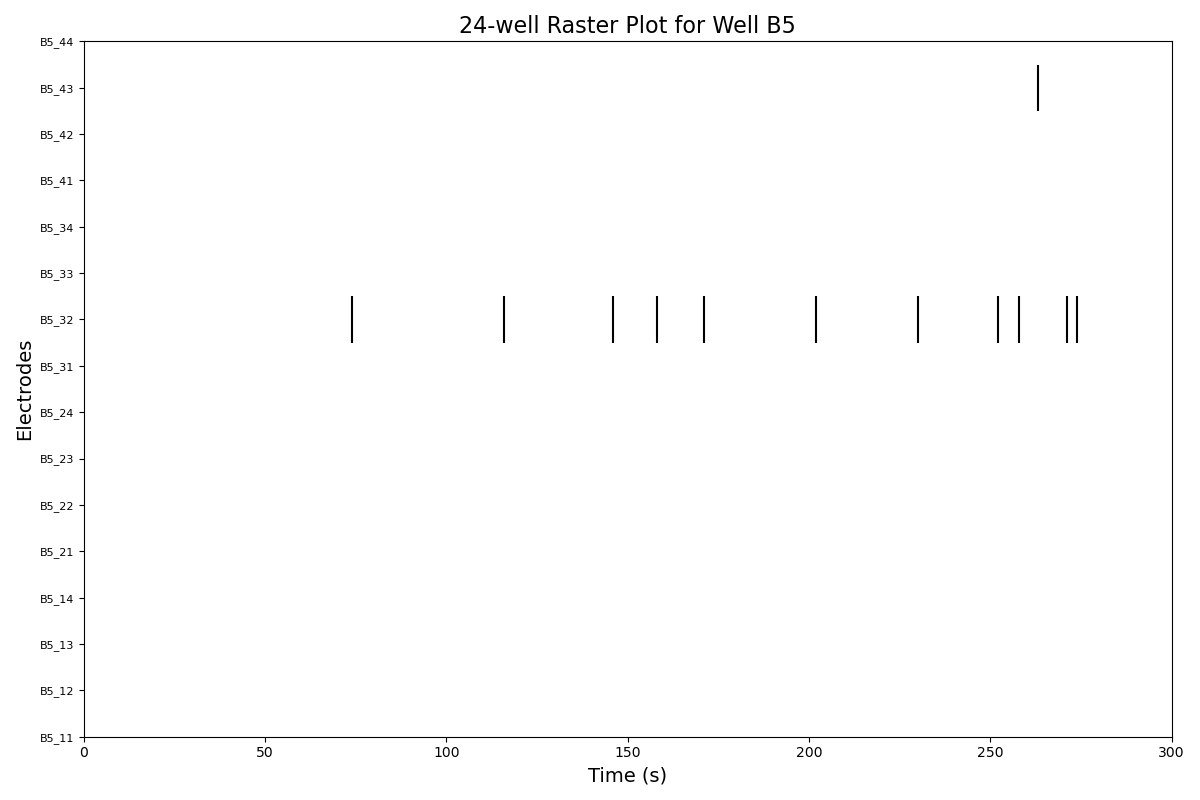 24-well Raster Plot for Well B5
B5_44
B5_43
B5_42
B5_41
B5_34
B5_33
B5_32
B5_31
B5_24
B5_23
B5_22
B5_21
B5_14
B5_13
B5_12
B5_11
Electrodes
0 50 100 150 200 250 300
Time (s)